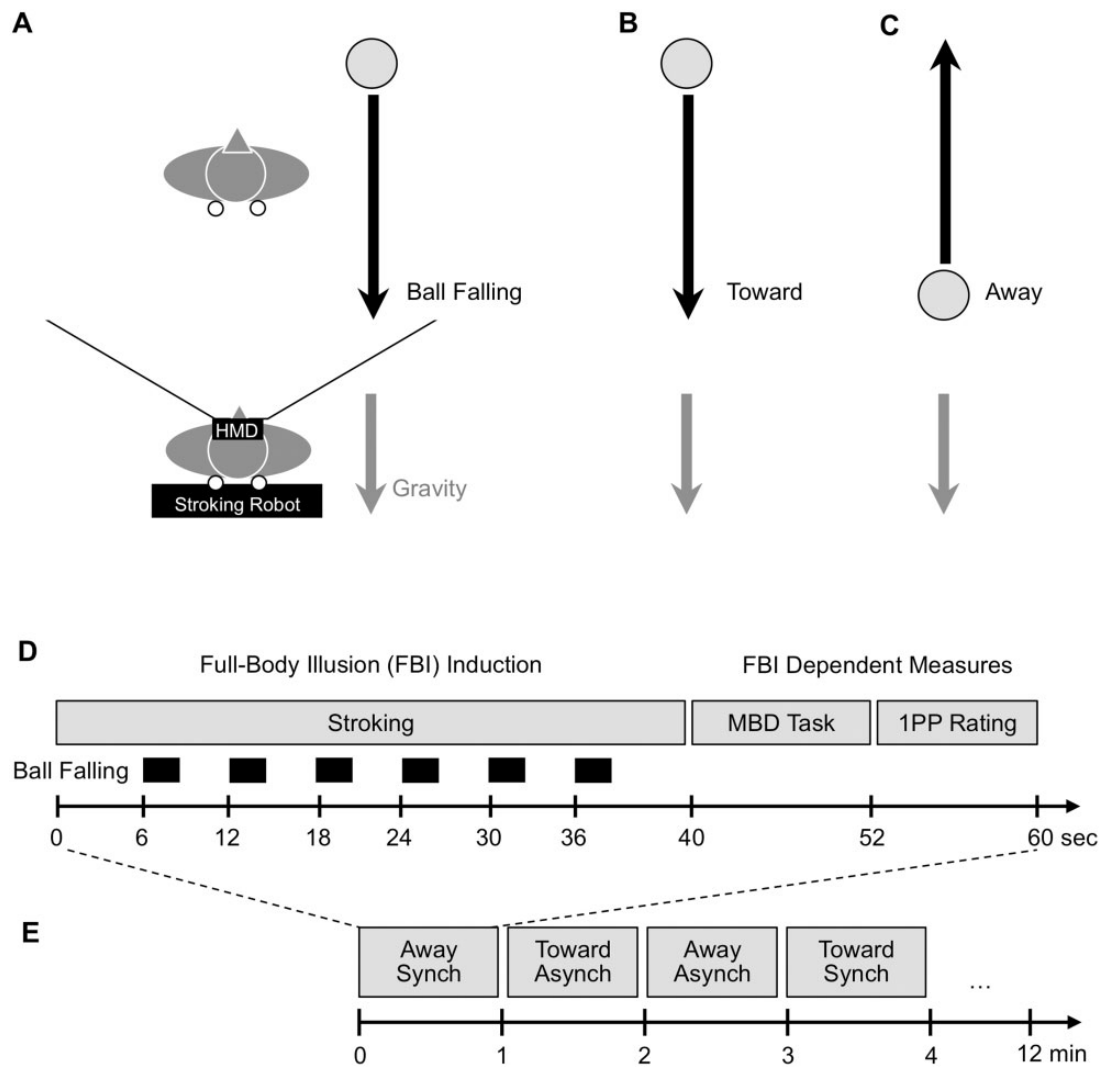 A
B
C
Ball Falling
Toward
Away
HMD
Stroking Robot
Gravity
D
Full-Body Illusion (FBI) Induction
FBI Dependent Measures
Stroking
MBD Task
1PP Rating
Ball Falling
0 6 12 18 24 30 36 40 52 60 sec
E
Away
Synch
Toward
Asynch
Away
Asynch
Toward
Synch
...
0 1 2 3 4 12 min